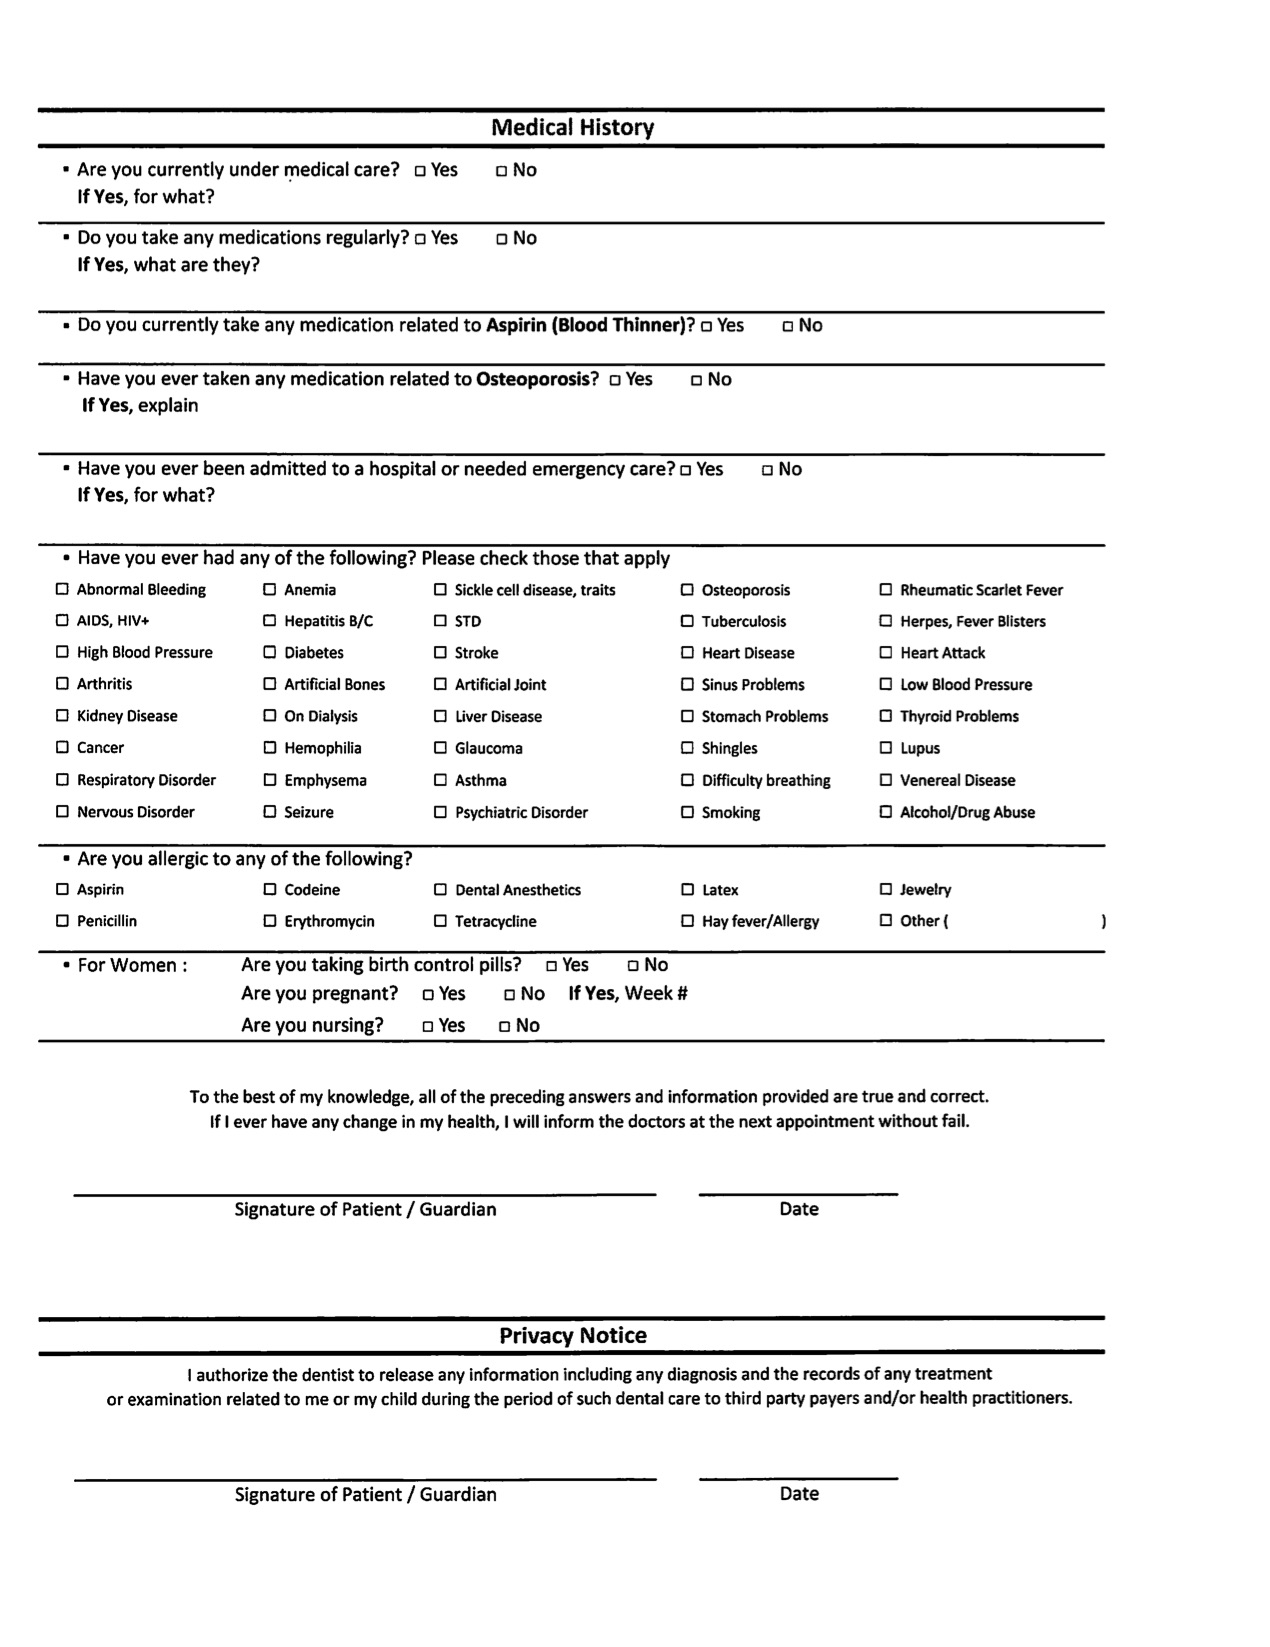 Medical History
▪ Are you currently under medical care? □ Yes □ No
If Yes, for what?
▪ Do you take any medications regularly? □ Yes □ No
If Yes, what are they?
▪ Do you currently take any medication related to Aspirin (Blood Thinner)? □ Yes □ No
▪ Have you ever taken any medication related to Osteoporosis? □ Yes □ No
If Yes, explain
▪ Have you ever been admitted to a hospital or needed emergency care? □ Yes □ No
If Yes, for what?
▪ Have you ever had any of the following? Please check those that apply
□ Abnormal Bleeding □ Anemia □ Sickle cell disease, traits □ Osteoporosis □ Rheumatic Scarlet Fever
□ AIDS, HIV+ □ Hepatitis B/C □ STD □ Tuberculosis □ Herpes, Fever Blisters
□ High Blood Pressure □ Diabetes □ Stroke □ Heart Disease □ Heart Attack
□ Arthritis □ Artificial Bones □ Artificial Joint □ Sinus Problems □ Low Blood Pressure
□ Kidney Disease □ On Dialysis □ Liver Disease □ Stomach Problems □ Thyroid Problems
□ Cancer □ Hemophilia □ Glaucoma □ Shingles □ Lupus
□ Respiratory Disorder □ Emphysema □ Asthma □ Difficulty breathing □ Venereal Disease
□ Nervous Disorder □ Seizure □ Psychiatric Disorder □ Smoking □ Alcohol/Drug Abuse
▪ Are you allergic to any of the following?
□ Aspirin □ Codeine □ Dental Anesthetics □ Latex □ Jewelry
□ Penicillin □ Erythromycin □ Tetracycline □ Hay fever/Allergy □ Other ( )
▪ For Women : Are you taking birth control pills? □ Yes □ No
Are you pregnant? □ Yes □ No If Yes, Week #
Are you nursing? □ Yes □ No
To the best of my knowledge, all of the preceding answers and information provided are true and correct.
If I ever have any change in my health, I will inform the doctors at the next appointment without fail.
Signature of Patient / Guardian Date
Privacy Notice
I authorize the dentist to release any information including any diagnosis and the records of any treatment
or examination related to me or my child during the period of such dental care to third party payers and/or health practitioners.
Signature of Patient / Guardian Date